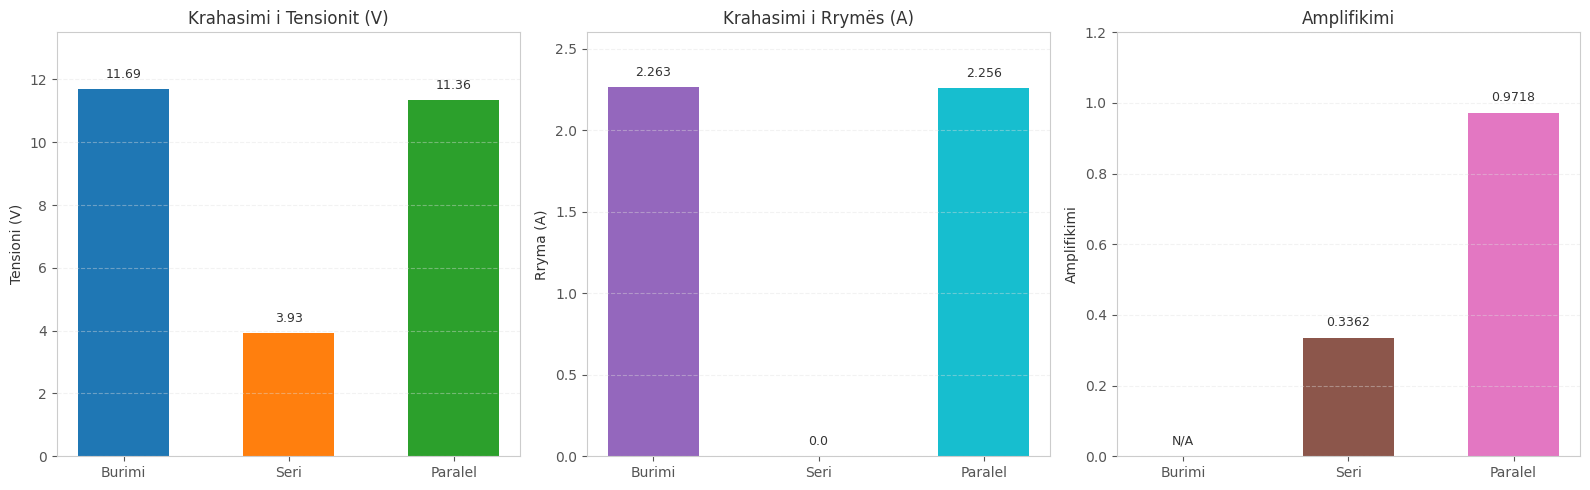 Krahasimi i Tensionit (V)
Tensioni (V)
12
10
8
6
4
2
0
11.69
3.93
11.36
Burimi Seri Paralel
Krahasimi i Rrymës (A)
Rryma (A)
2.5
2.0
1.5
1.0
0.5
0.0
2.263
0.0
2.256
Burimi Seri Paralel
Amplifikimi
Amplifikimi
1.2
1.0
0.8
0.6
0.4
0.2
0.0
N/A
0.3362
0.9718
Burimi Seri Paralel